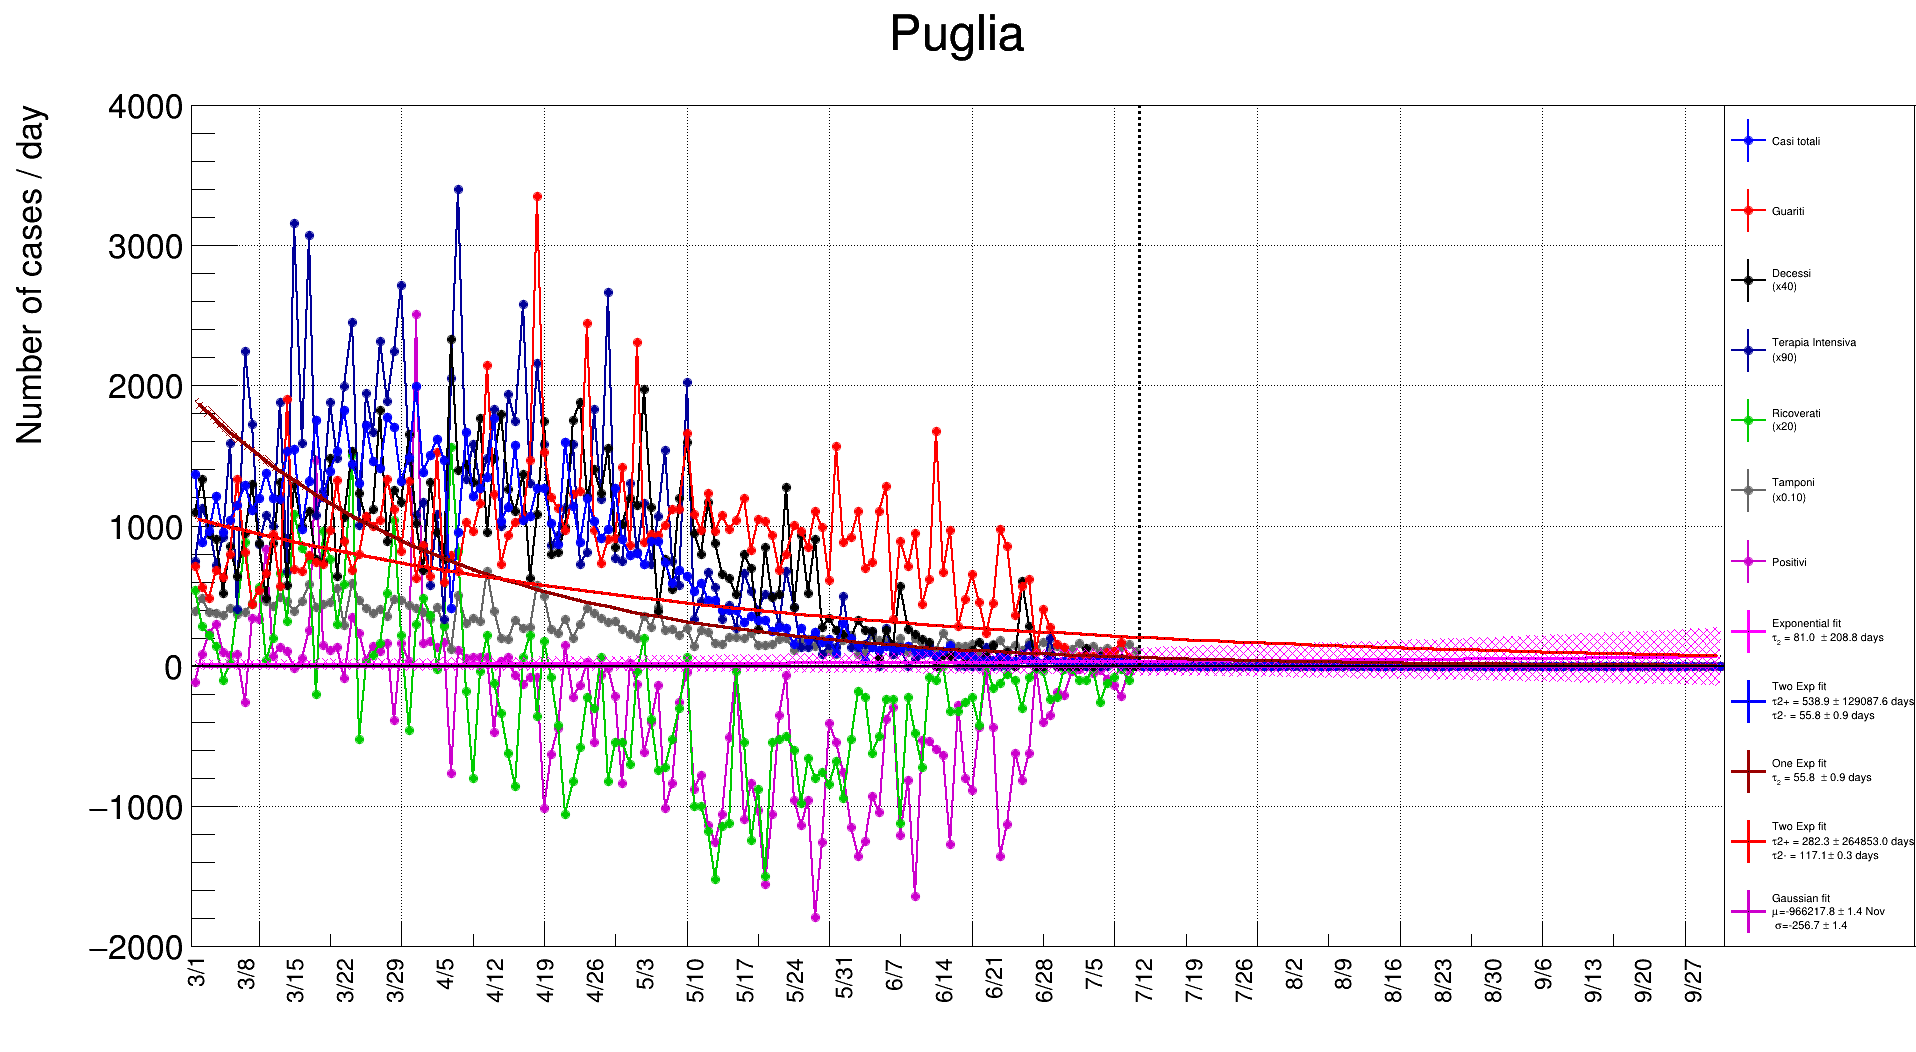 Puglia
Number of cases / day
4000
3000
2000
1000
0
−1000
−2000
3/1
3/8
3/15
3/22
3/29
4/5
4/12
4/19
4/26
5/3
5/10
5/17
5/24
5/31
6/7
6/14
6/21
6/28
7/5
7/12
7/19
7/26
8/2
8/9
8/16
8/23
8/30
9/6
9/13
9/20
9/27
Casi totali
Guariti
Decessi
(x40)
Terapia Intensiva
(x90)
Ricoverati
(x20)
Tamponi
(x0.10)
Positivi
Exponential fit
τ2 = 81.0 ± 208.8 days
Two Exp fit
τ2+ = 538.9 ± 129087.6 days
τ2- = 55.8 ± 0.9 days
One Exp fit
τ2 = 55.8 ± 0.9 days
Two Exp fit
τ2+ = 282.3 ± 264853.0 days
τ2- = 117.1 ± 0.3 days
Gaussian fit
μ=-966217.8 ± 1.4 Nov
σ=-256.7 ± 1.4